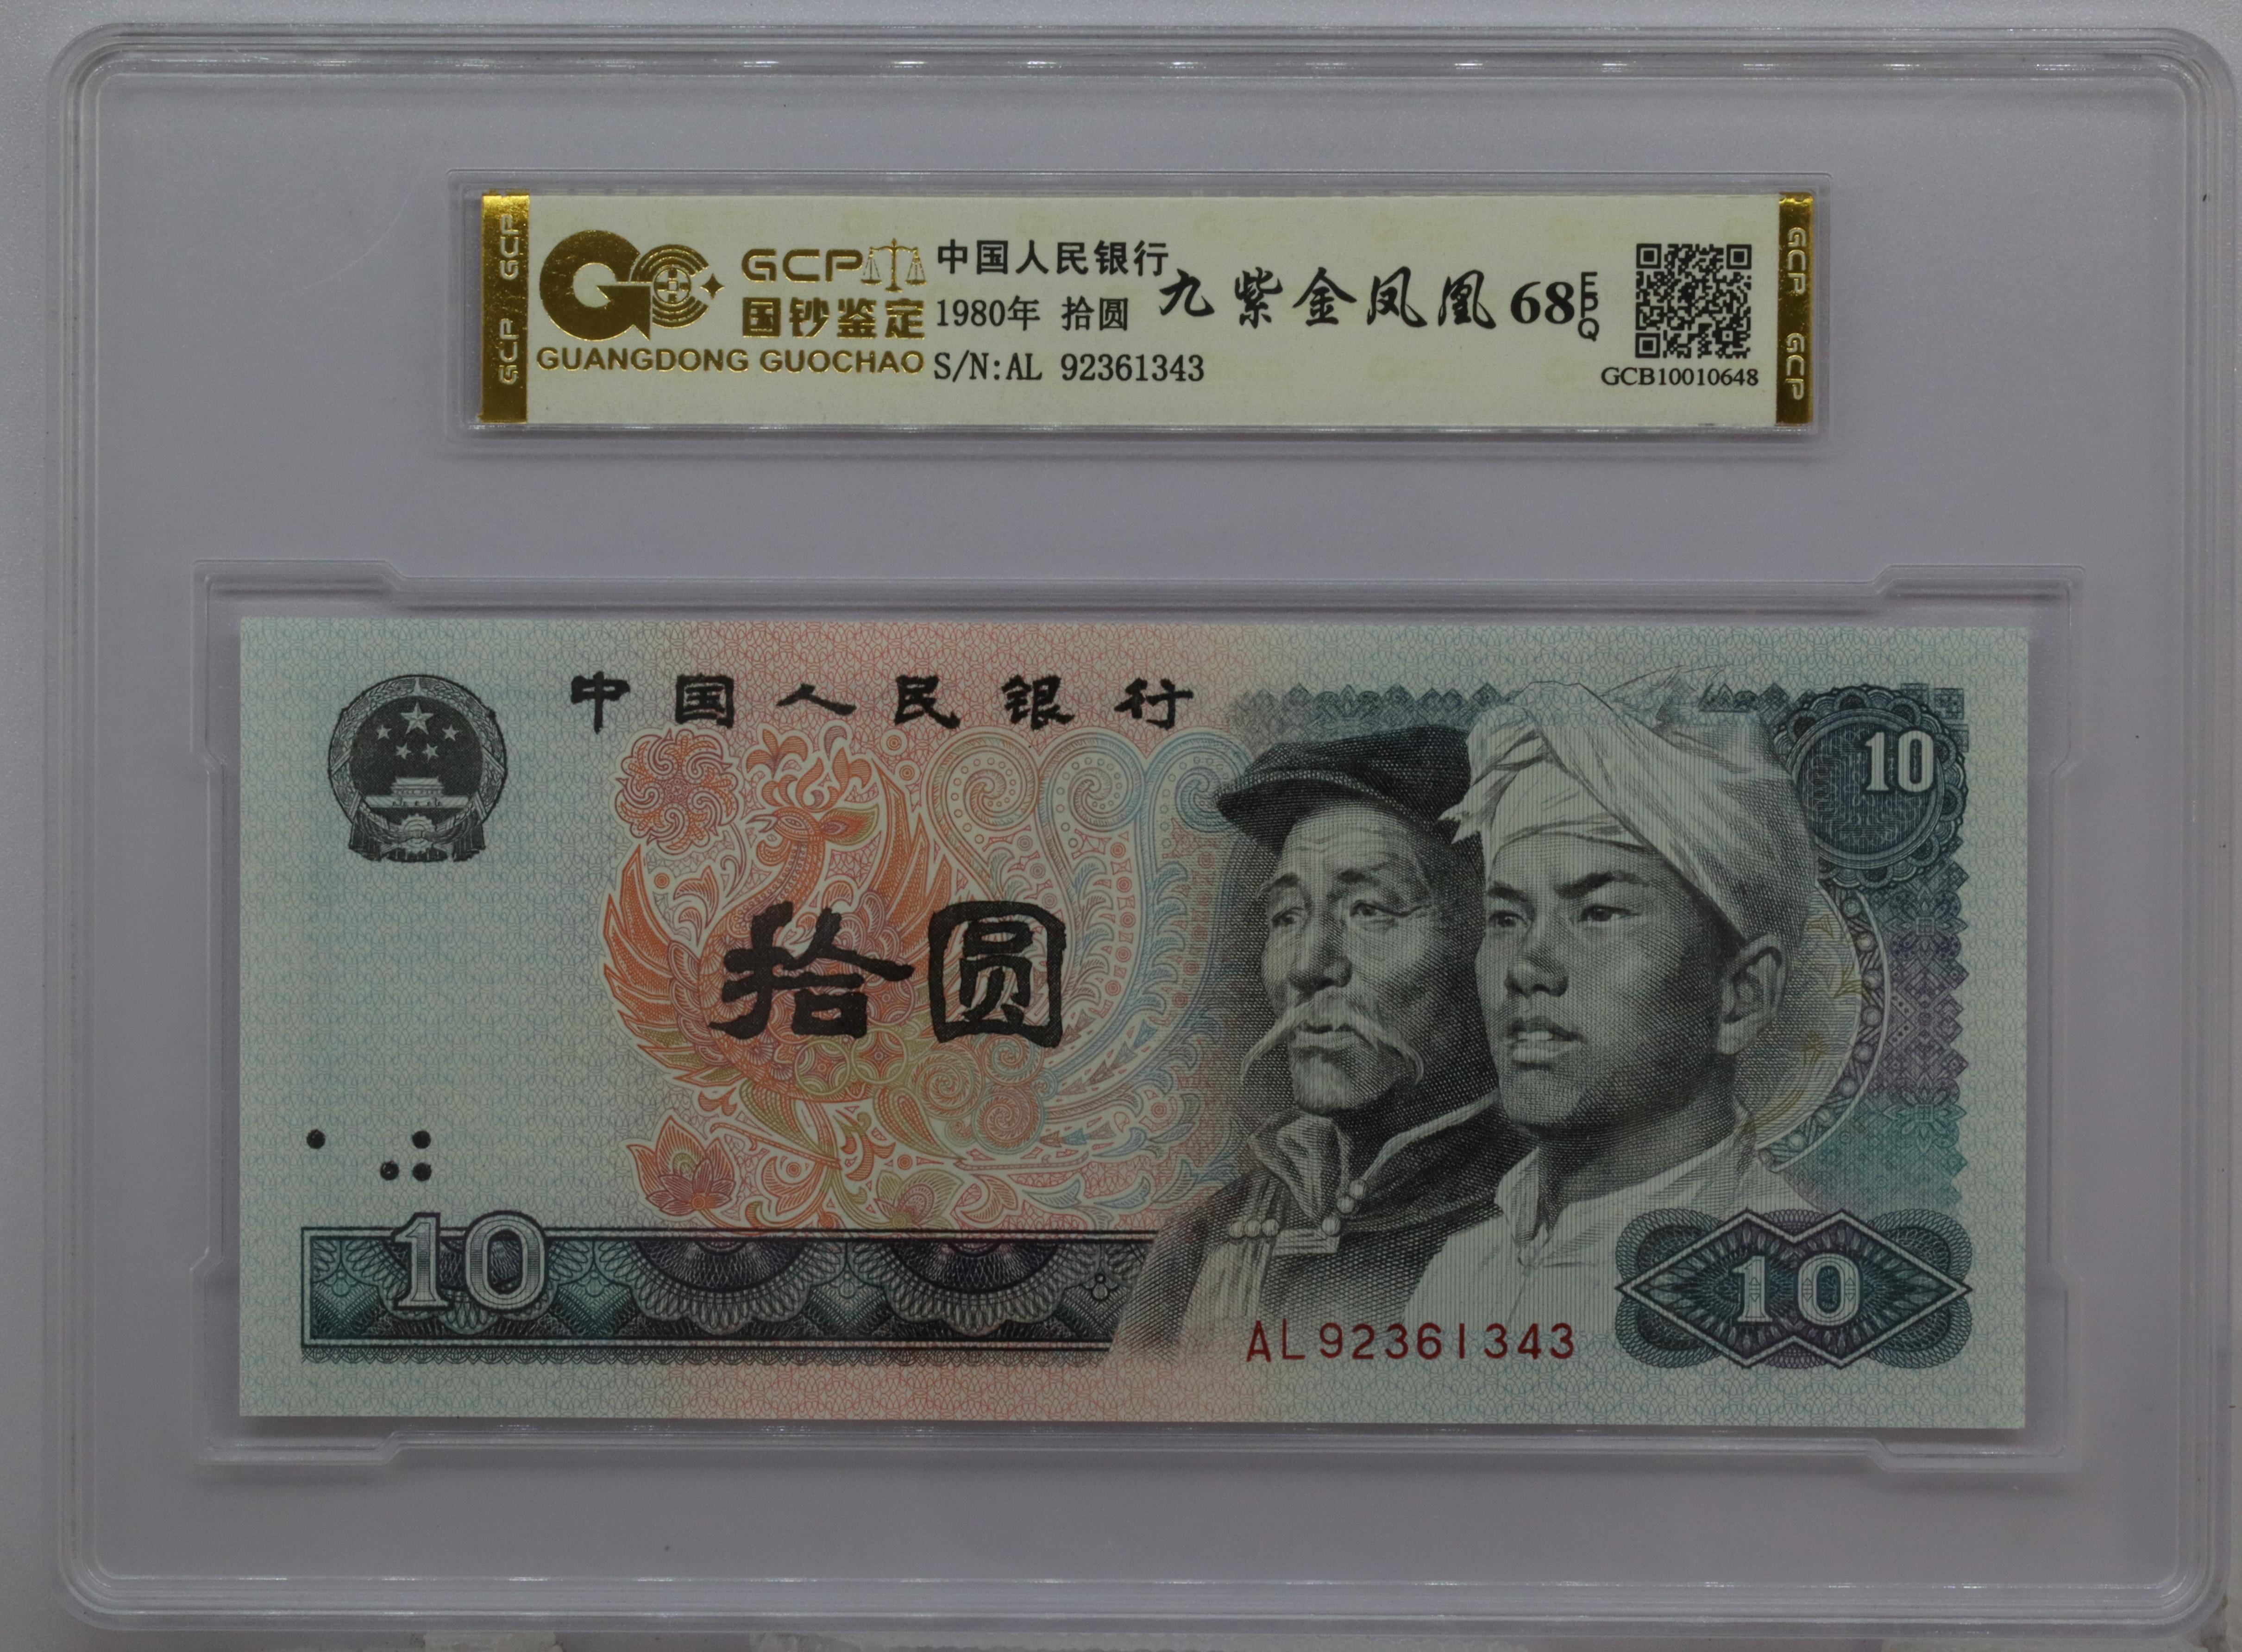 GCP GCP
GCP 国钞鉴定
GUANGDONG GUOCHAO
中国人民银行
1980年 拾圆
S/N:AL 92361343
九紫金凤凰 68 EPQ
GCB10010648
GCP GCP
中国人民银行
10
拾圆
10
AL92361343
10